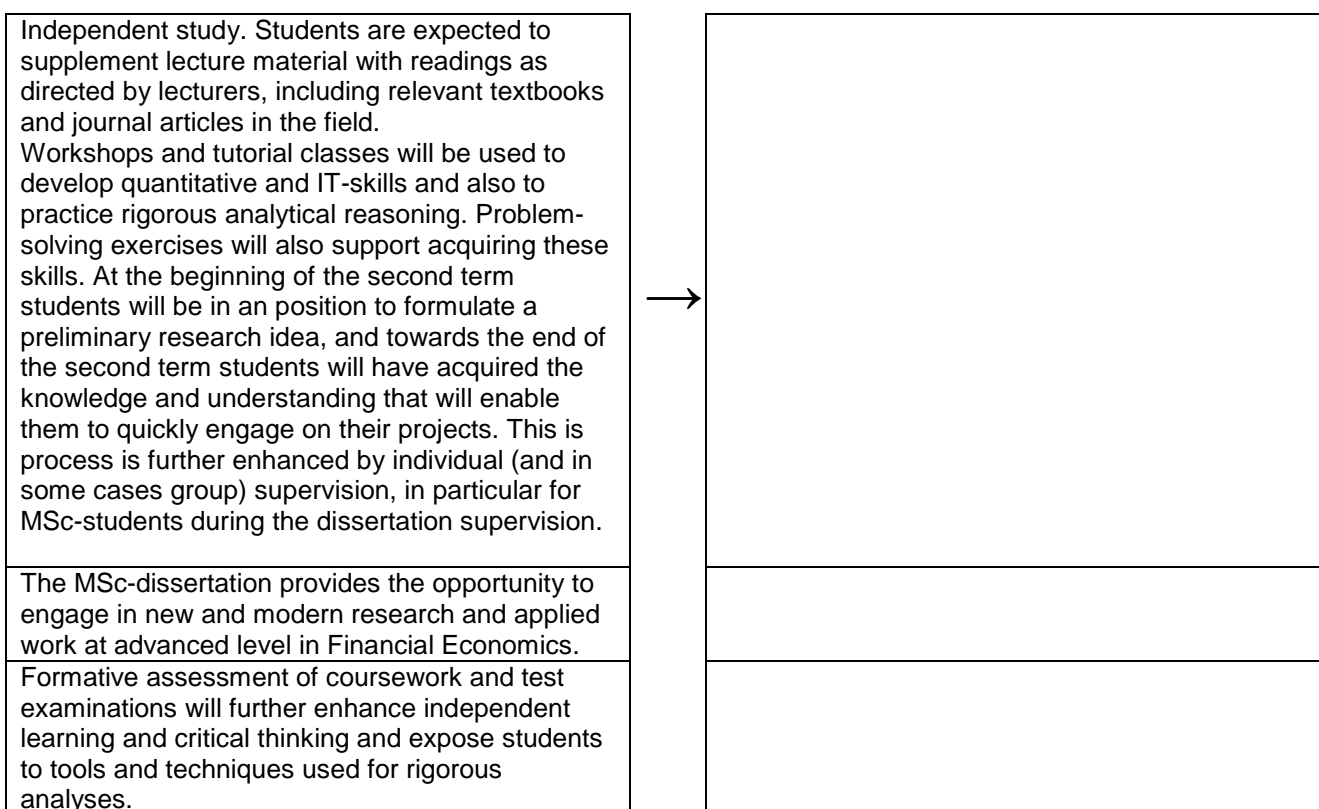 Independent study. Students are expected to
supplement lecture material with readings as
directed by lecturers, including relevant textbooks
and journal articles in the field.
Workshops and tutorial classes will be used to
develop quantitative and IT-skills and also to
practice rigorous analytical reasoning. Problem-
solving exercises will also support acquiring these
skills. At the beginning of the second term
students will be in an position to formulate a
preliminary research idea, and towards the end of
the second term students will have acquired the
knowledge and understanding that will enable
them to quickly engage on their projects. This is
process is further enhanced by individual (and in
some cases group) supervision, in particular for
MSc-students during the dissertation supervision.
→
The MSc-dissertation provides the opportunity to
engage in new and modern research and applied
work at advanced level in Financial Economics.
Formative assessment of coursework and test
examinations will further enhance independent
learning and critical thinking and expose students
to tools and techniques used for rigorous
analyses.